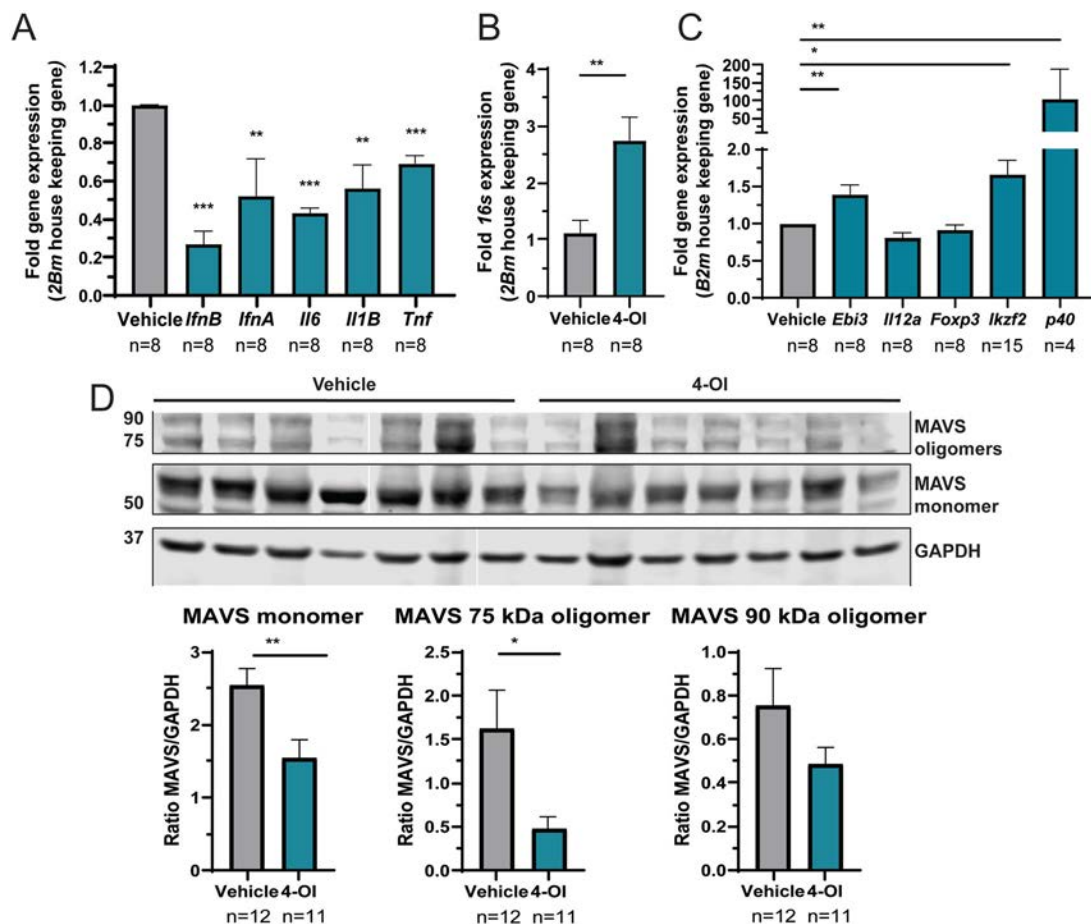 A
Fold gene expression
(2Bm house keeping gene)
1.2
1.0
0.8
0.6
0.4
0.2
0.0
***
**
***
**
***
Vehicle IfnB IfnA Il6 Il1B Tnf
n=8 n=8 n=8 n=8 n=8 n=8
B
Fold 16s expression
(2Bm house keeping gene)
4
3
2
1
0
**
Vehicle 4-OI
n=8 n=8
C
Fold gene expression
(B2m house keeping gene)
200
150
100
50
2.0
1.5
1.0
0.5
0.0
**
*
**
Vehicle Ebi3 Il12a Foxp3 Ikzf2 p40
n=8 n=8 n=8 n=8 n=15 n=4
D
Vehicle 4-OI
90
75
MAVS
oligomers
50
MAVS
monomer
37
GAPDH
MAVS monomer
Ratio MAVS/GAPDH
3
2
1
0
**
Vehicle 4-OI
n=12 n=11
MAVS 75 kDa oligomer
Ratio MAVS/GAPDH
2.5
2.0
1.5
1.0
0.5
0.0
*
Vehicle 4-OI
n=12 n=11
MAVS 90 kDa oligomer
Ratio MAVS/GAPDH
1.0
0.8
0.6
0.4
0.2
0.0
Vehicle 4-OI
n=12 n=11